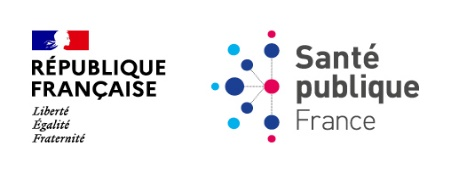 RÉPUBLIQUE
FRANÇAISE
Liberté
Égalité
Fraternité
Santé
publique
France